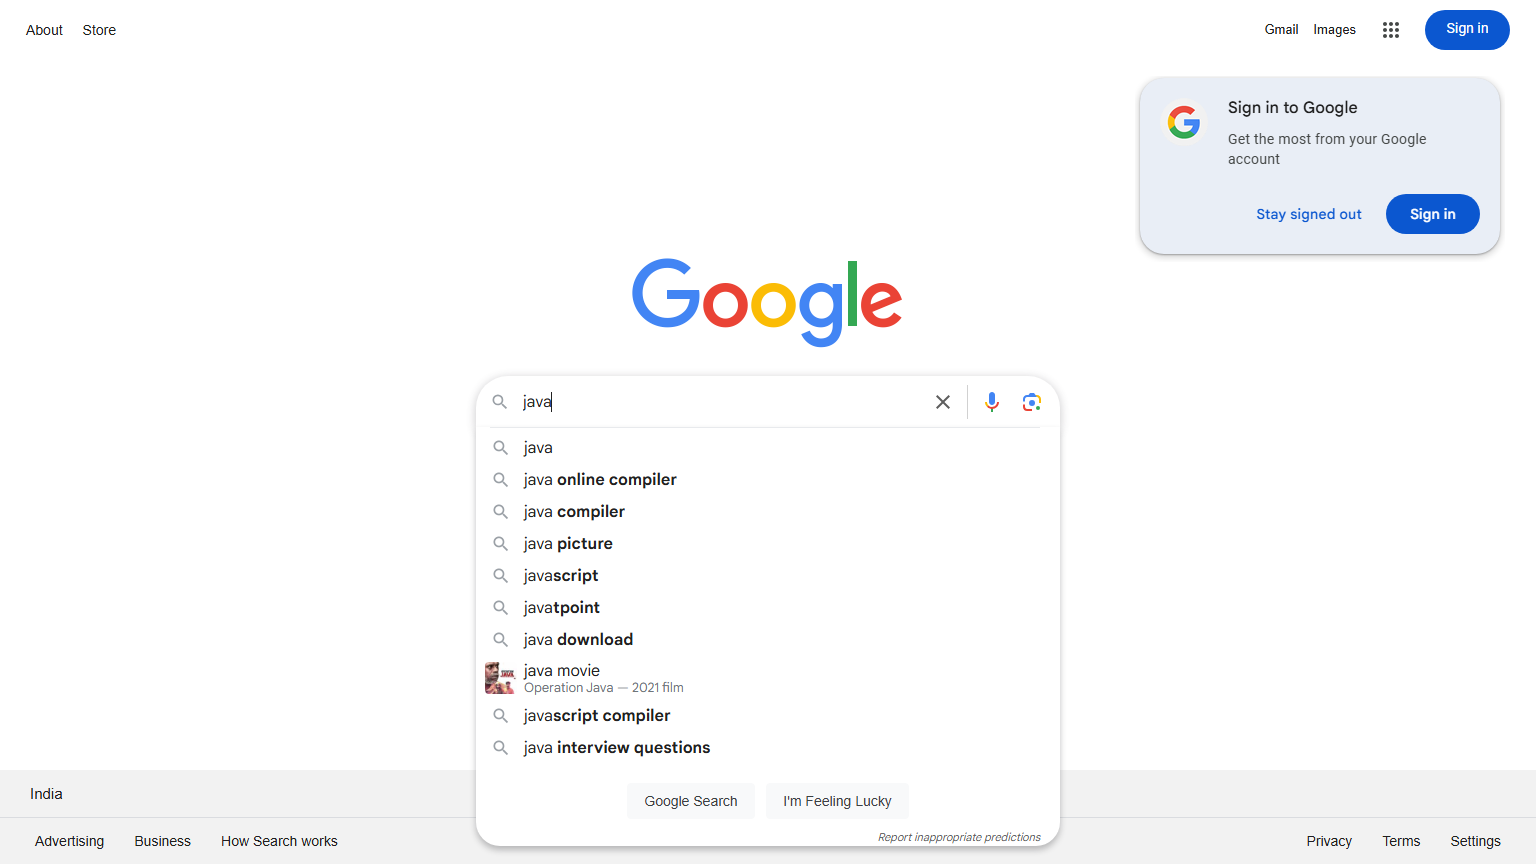 About Store
Gmail Images
Sign in
Sign in to Google
Get the most from your Google
account
Stay signed out
Sign in
Google
java
java
java online compiler
java compiler
java picture
javascript
javatpoint
java download
java movie
Operation Java — 2021 film
javascript compiler
java interview questions
Google Search
I'm Feeling Lucky
Report inappropriate predictions
India
Advertising Business How Search works
Privacy Terms Settings